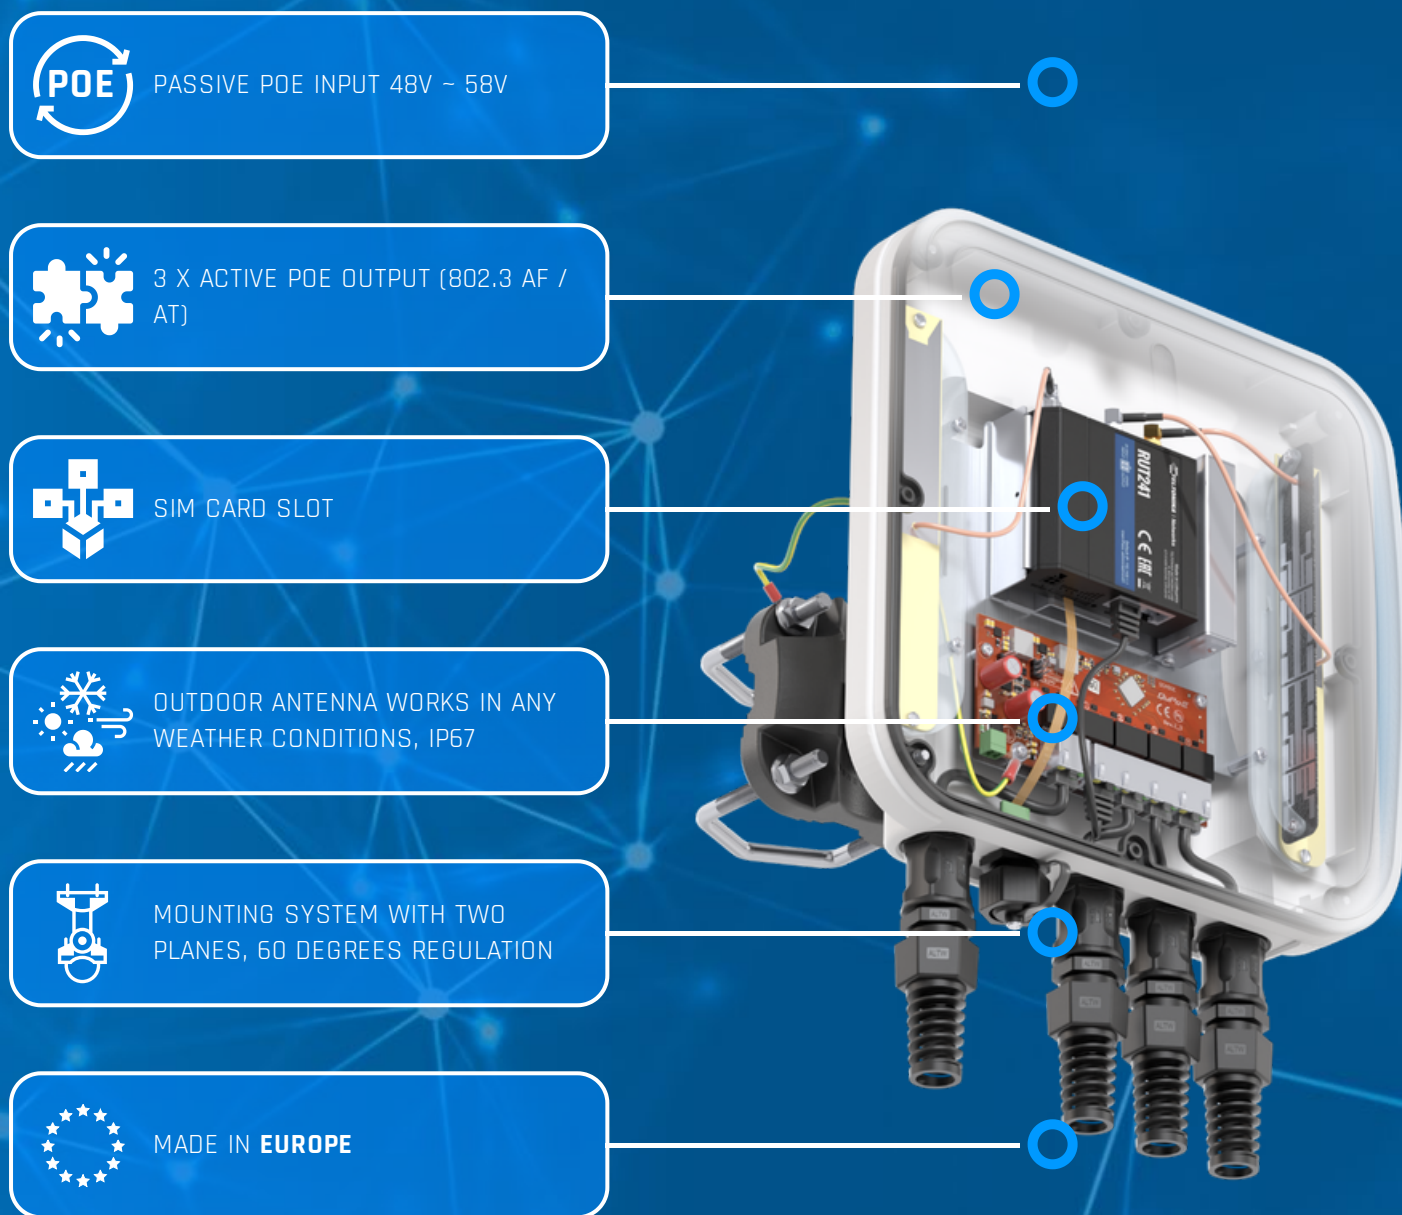 POE
PASSIVE POE INPUT 48V ~ 58V
3 X ACTIVE POE OUTPUT (802.3 AF /
AT)
SIM CARD SLOT
RUT241
OUTDOOR ANTENNA WORKS IN ANY
WEATHER CONDITIONS, IP67
MOUNTING SYSTEM WITH TWO
PLANES, 60 DEGREES REGULATION
MADE IN EUROPE